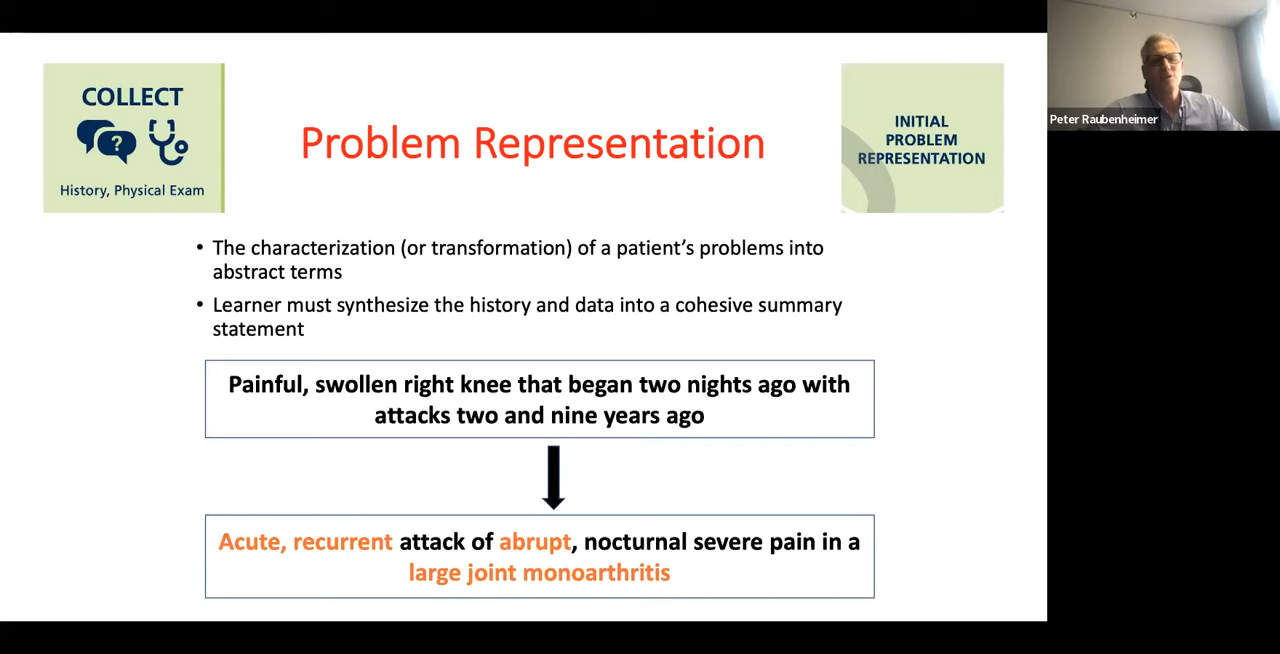 COLLECT
?
History, Physical Exam
Problem Representation
INITIAL
PROBLEM
REPRESENTATION
Peter Raubenheimer
• The characterization (or transformation) of a patient's problems into
abstract terms
• Learner must synthesize the history and data into a cohesive summary
statement
Painful, swollen right knee that began two nights ago with
attacks two and nine years ago
Acute, recurrent attack of abrupt, nocturnal severe pain in a
large joint monoarthritis